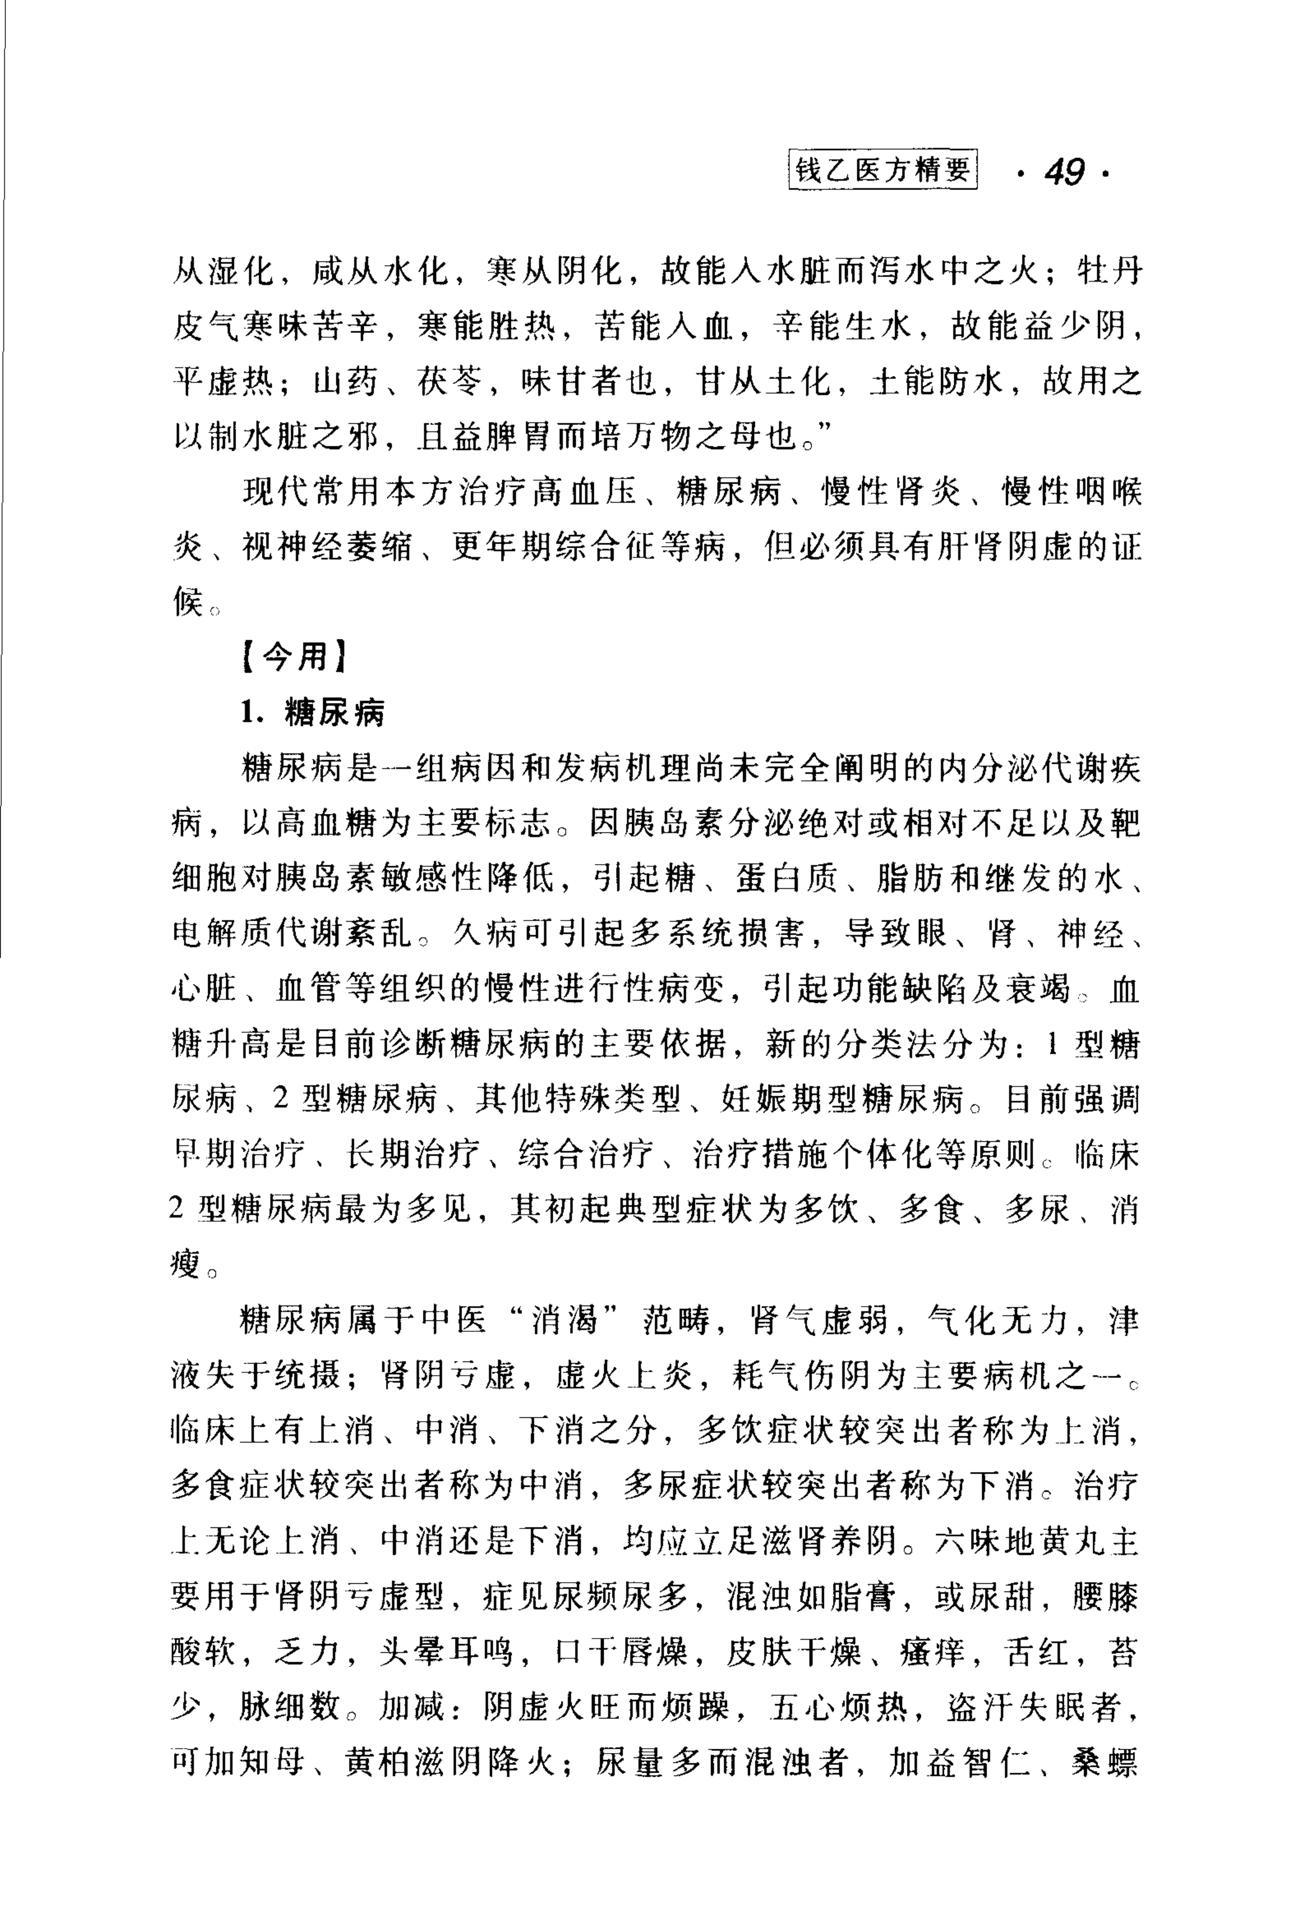 钱乙医方精要 · 49 ·
从湿化，咸从水化，寒从阴化，故能入水脏而泻水中之火；牡丹
皮气寒味苦辛，寒能胜热，苦能入血，辛能生水，故能益少阴，
平虚热；山药、茯苓，味甘者也，甘从土化，土能防水，故用之
以制水脏之邪，且益脾胃而培万物之母也。”
现代常用本方治疗高血压、糖尿病、慢性肾炎、慢性咽喉
炎、视神经萎缩、更年期综合征等病，但必须具有肝肾阴虚的证
候。
【今用】
1. 糖尿病
糖尿病是一组病因和发病机理尚未完全阐明的内分泌代谢疾
病，以高血糖为主要标志。因胰岛素分泌绝对或相对不足以及靶
细胞对胰岛素敏感性降低，引起糖、蛋白质、脂肪和继发的水、
电解质代谢紊乱。久病可引起多系统损害，导致眼、肾、神经、
心脏、血管等组织的慢性进行性病变，引起功能缺陷及衰竭。血
糖升高是目前诊断糖尿病的主要依据，新的分类法分为：1 型糖
尿病、2 型糖尿病、其他特殊类型、妊娠期型糖尿病。目前强调
早期治疗、长期治疗、综合治疗、治疗措施个体化等原则。临床
2 型糖尿病最为多见，其初起典型症状为多饮、多食、多尿、消
瘦。
糖尿病属于中医“消渴”范畴，肾气虚弱，气化无力，津
液失于统摄；肾阴亏虚，虚火上炎，耗气伤阴为主要病机之一。
临床上有上消、中消、下消之分，多饮症状较突出者称为上消，
多食症状较突出者称为中消，多尿症状较突出者称为下消。治疗
上无论上消、中消还是下消，均应立足滋肾养阴。六味地黄丸主
要用于肾阴亏虚型，症见尿频尿多，混浊如脂膏，或尿甜，腰膝
酸软，乏力，头晕耳鸣，口干唇燥，皮肤干燥、瘙痒，舌红，苔
少，脉细数。加减：阴虚火旺而烦躁，五心烦热，盗汗失眠者，
可加知母、黄柏滋阴降火；尿量多而混浊者，加益智仁、桑螵